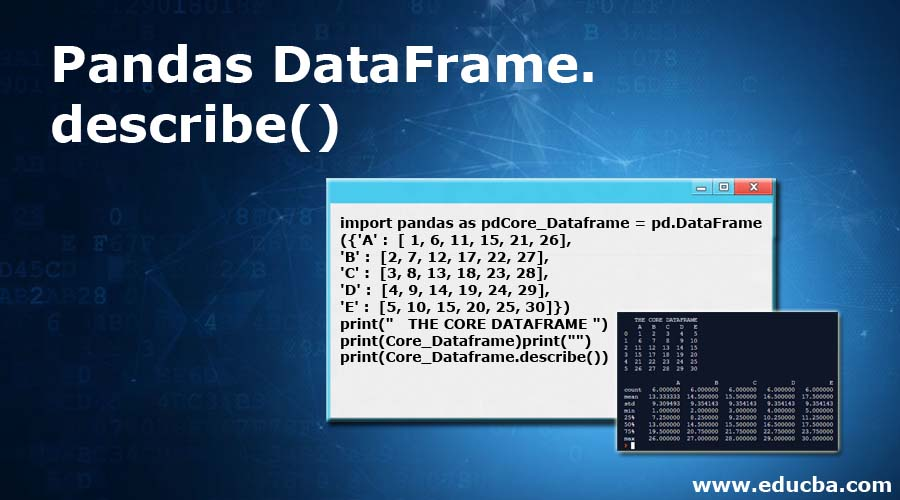 Pandas DataFrame.
describe()
import pandas as pdCore_Dataframe = pd.DataFrame
({'A' :  [ 1, 6, 11, 15, 21, 26],
'B' :  [2, 7, 12, 17, 22, 27],
'C' :  [3, 8, 13, 18, 23, 28],
'D' :  [4, 9, 14, 19, 24, 29],
'E' :  [5, 10, 15, 20, 25, 30]})
print("   THE CORE DATAFRAME ")
print(Core_Dataframe)print("")
print(Core_Dataframe.describe())
THE CORE DATAFRAME
A B C D E
0 1 2 3 4 5
1 6 7 8 9 10
2 11 12 13 14 15
3 15 17 18 19 20
4 21 22 23 24 25
5 26 27 28 29 30
A B C D E
count 6.000000 6.000000 6.000000 6.000000 6.000000
mean 13.333333 14.500000 15.500000 16.500000 17.500000
std 9.309493 9.354143 9.354143 9.354143 9.354143
min 1.000000 2.000000 3.000000 4.000000 5.000000
25% 7.250000 8.250000 9.250000 10.250000 11.250000
50% 13.000000 14.500000 15.500000 16.500000 17.500000
75% 19.500000 20.750000 21.750000 22.750000 23.750000
max 26.000000 27.000000 28.000000 29.000000 30.000000
www.educba.com